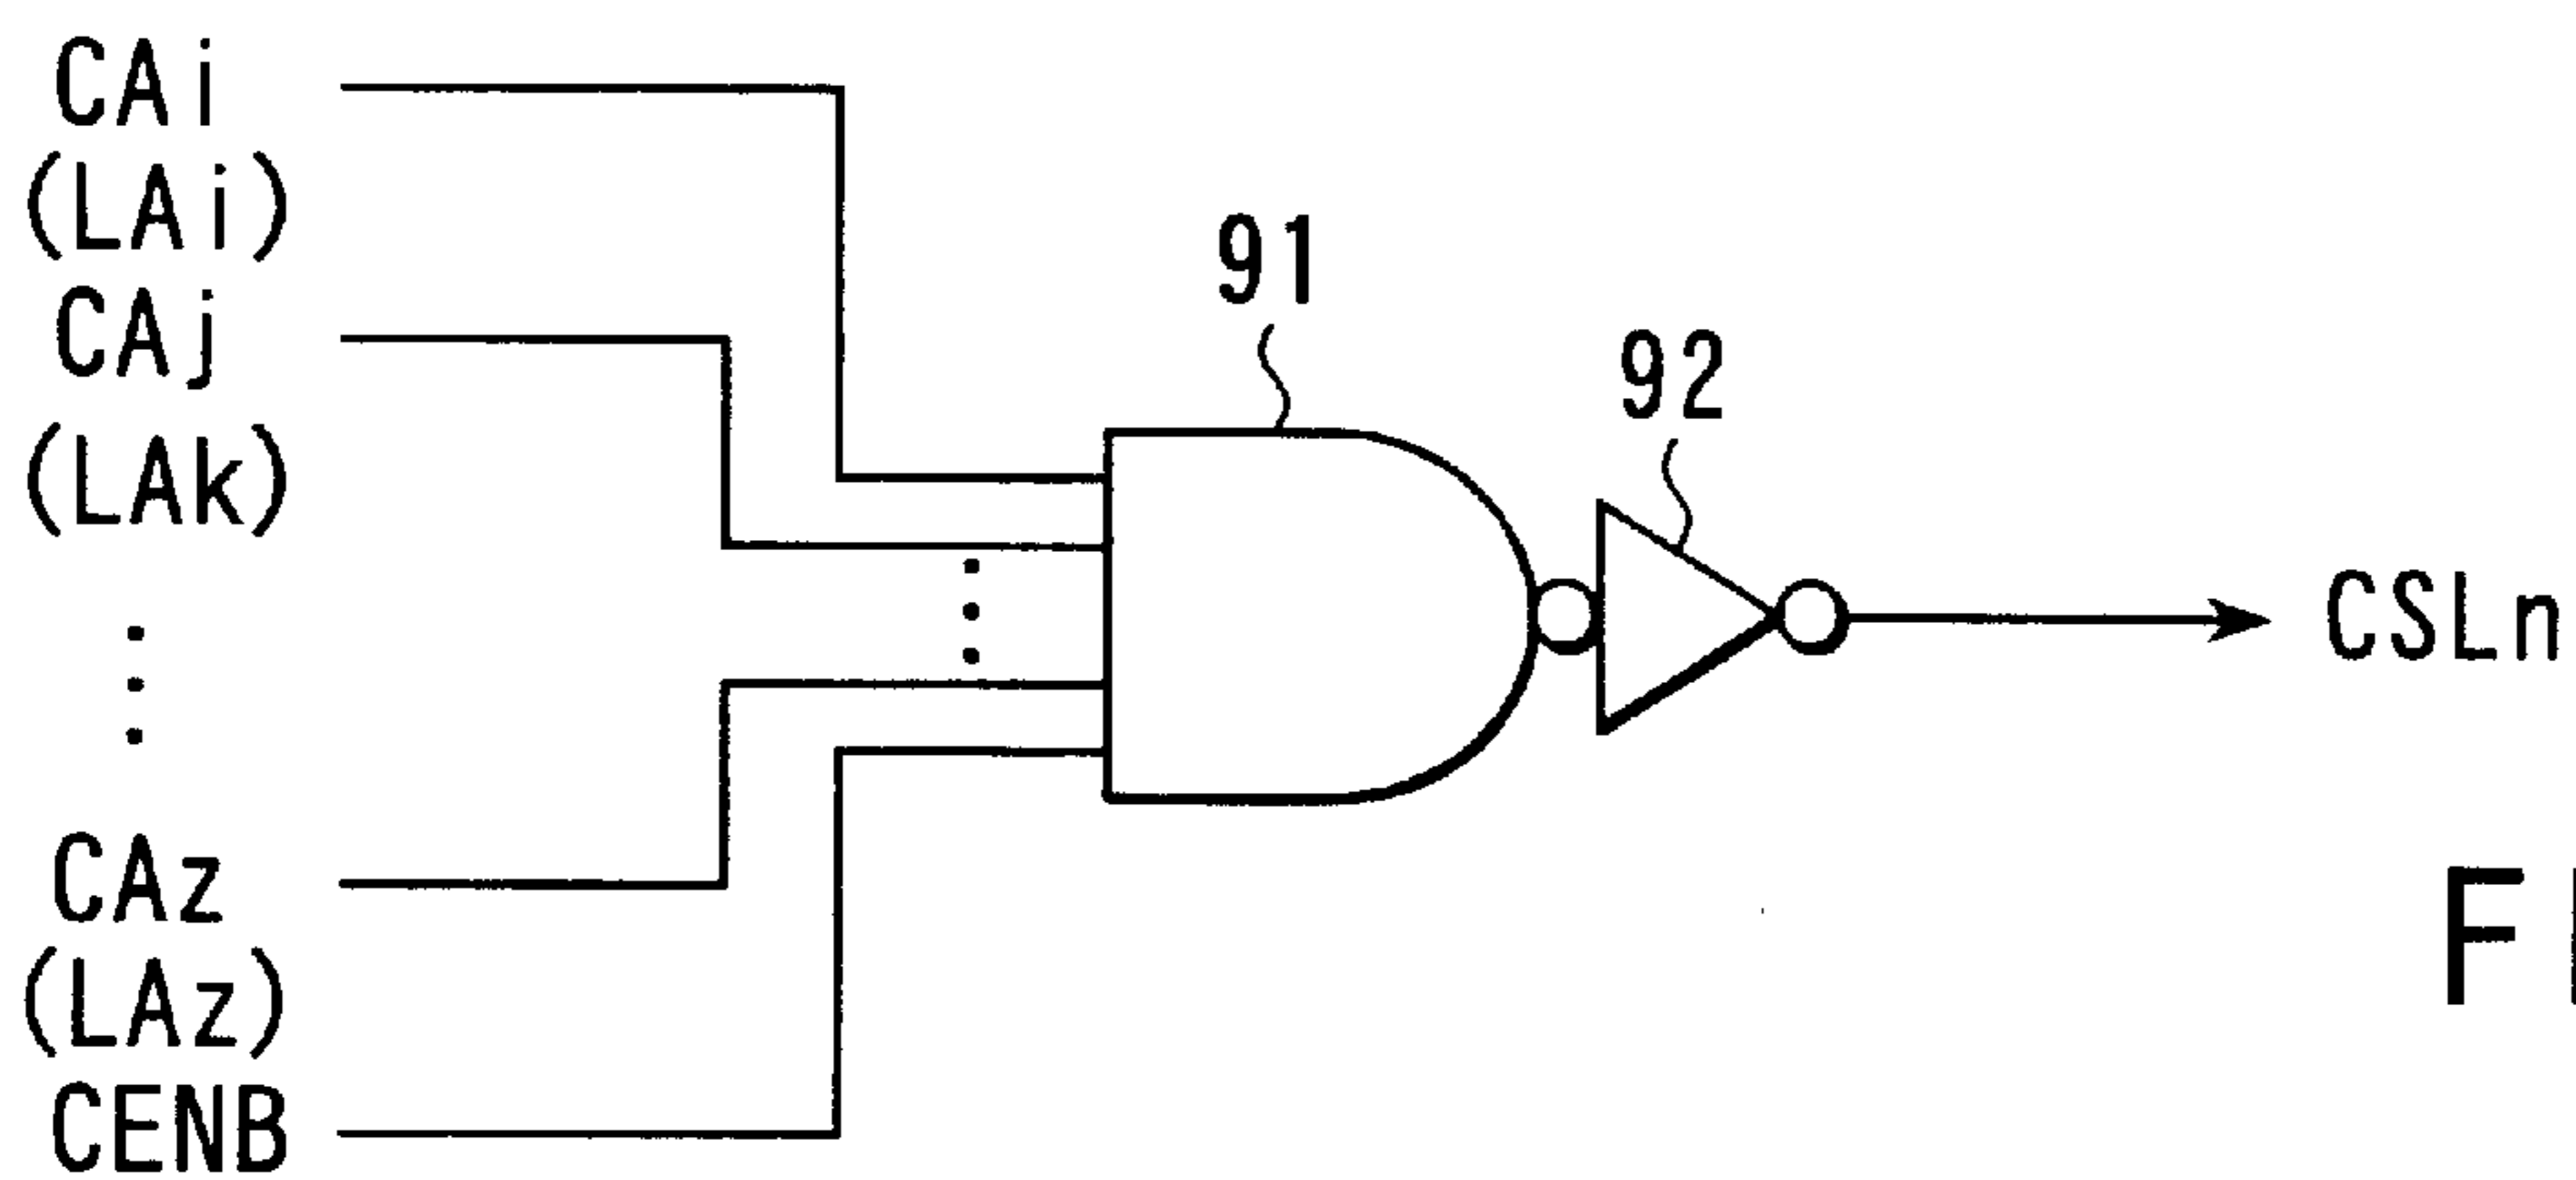 CAi
(LAi)
CAj
(LAk)
CAz
(LAz)
CENB
91
92
CSLn
F